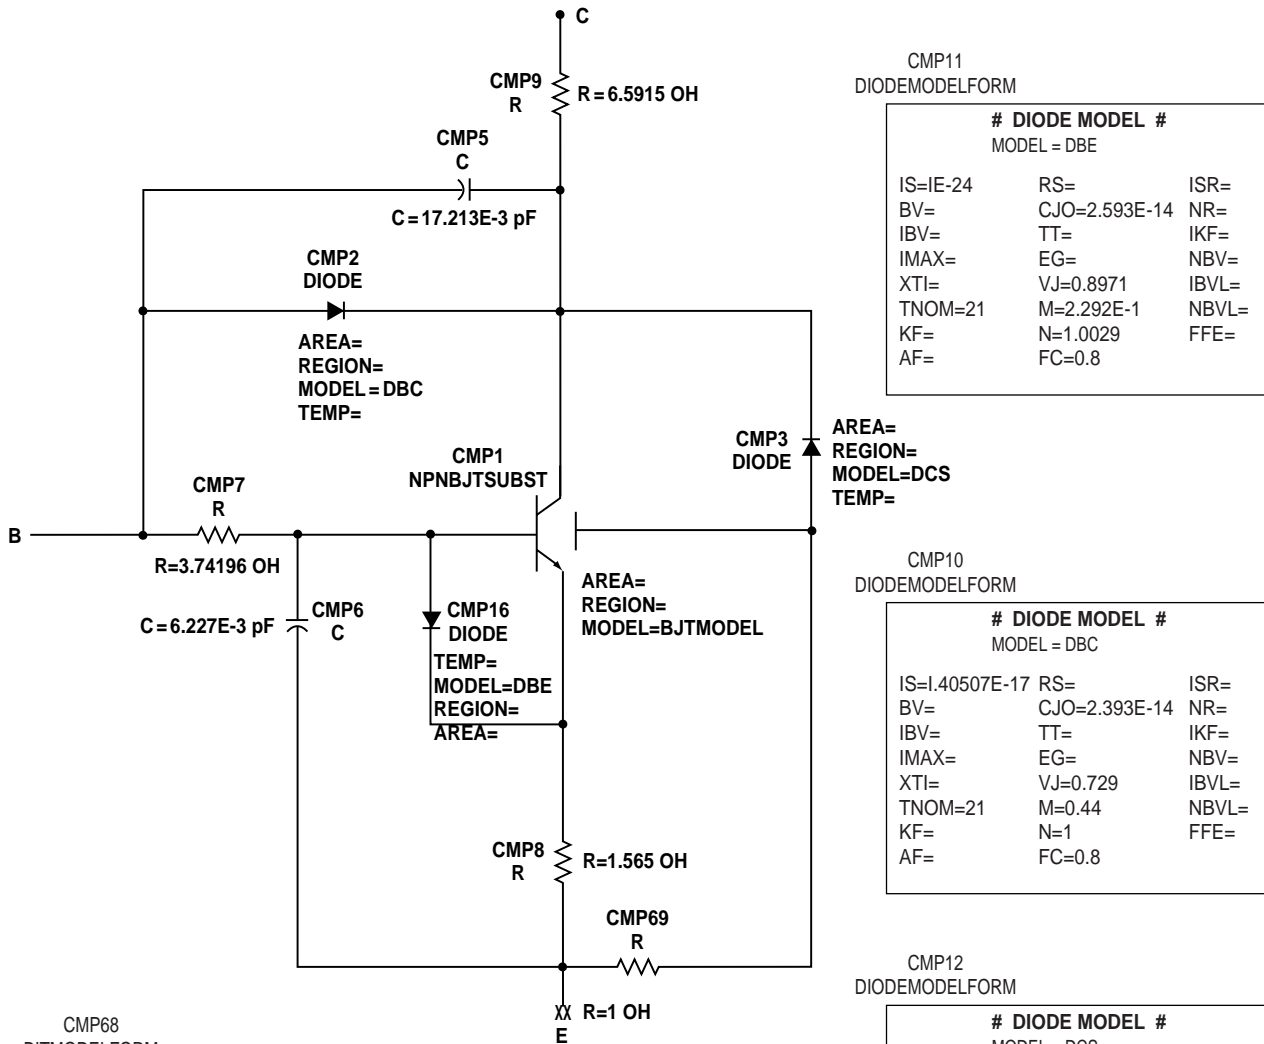 C
CMP9
R
R=6.5915 OH
CMP5
C
C=17.213E-3 pF
CMP2
DIODE
AREA=
REGION=
MODEL=DBC
TEMP=
CMP3
DIODE
AREA=
REGION=
MODEL=DCS
TEMP=
CMP1
NPNBJTSUBST
CMP7
R
B
R=3.74196 OH
AREA=
REGION=
MODEL=BJTMODEL
C=6.227E-3 pF
CMP6
C
CMP16
DIODE
TEMP=
MODEL=DBE
REGION=
AREA=
CMP8
R
R=1.565 OH
CMP69
R
XX R=1 OH
E
CMP68
CMP11
DIODEMODELFORM
# DIODE MODEL #
MODEL = DBE
IS=IE-24 RS= ISR=
BV= CJO=2.593E-14 NR=
IBV= TT= IKF=
IMAX= EG= NBV=
XTI= VJ=0.8971 IBVL=
TNOM=21 M=2.292E-1 NBVL=
KF= N=1.0029 FFE=
AF= FC=0.8
CMP10
DIODEMODELFORM
# DIODE MODEL #
MODEL = DBC
IS=I.40507E-17 RS= ISR=
BV= CJO=2.393E-14 NR=
IBV= TT= IKF=
IMAX= EG= NBV=
XTI= VJ=0.729 IBVL=
TNOM=21 M=0.44 NBVL=
KF= N=1 FFE=
AF= FC=0.8
CMP12
DIODEMODELFORM
# DIODE MODEL #